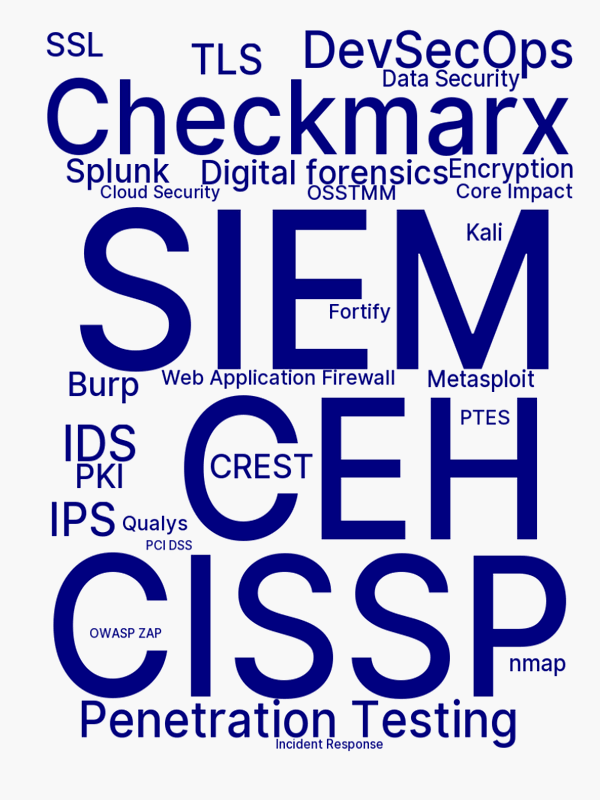 SSL
TLS
DevSecOps
Data Security
Checkmarx
Splunk
Digital forensics
Encryption
Cloud Security
OSSTMM
Core Impact
SIEM
Kali
Fortify
Burp
Web Application Firewall
Metasploit
CEH
PTES
IDS
CREST
PKI
IPS
Qualys
PCI DSS
CISSP
OWASP ZAP
nmap
Penetration Testing
Incident Response